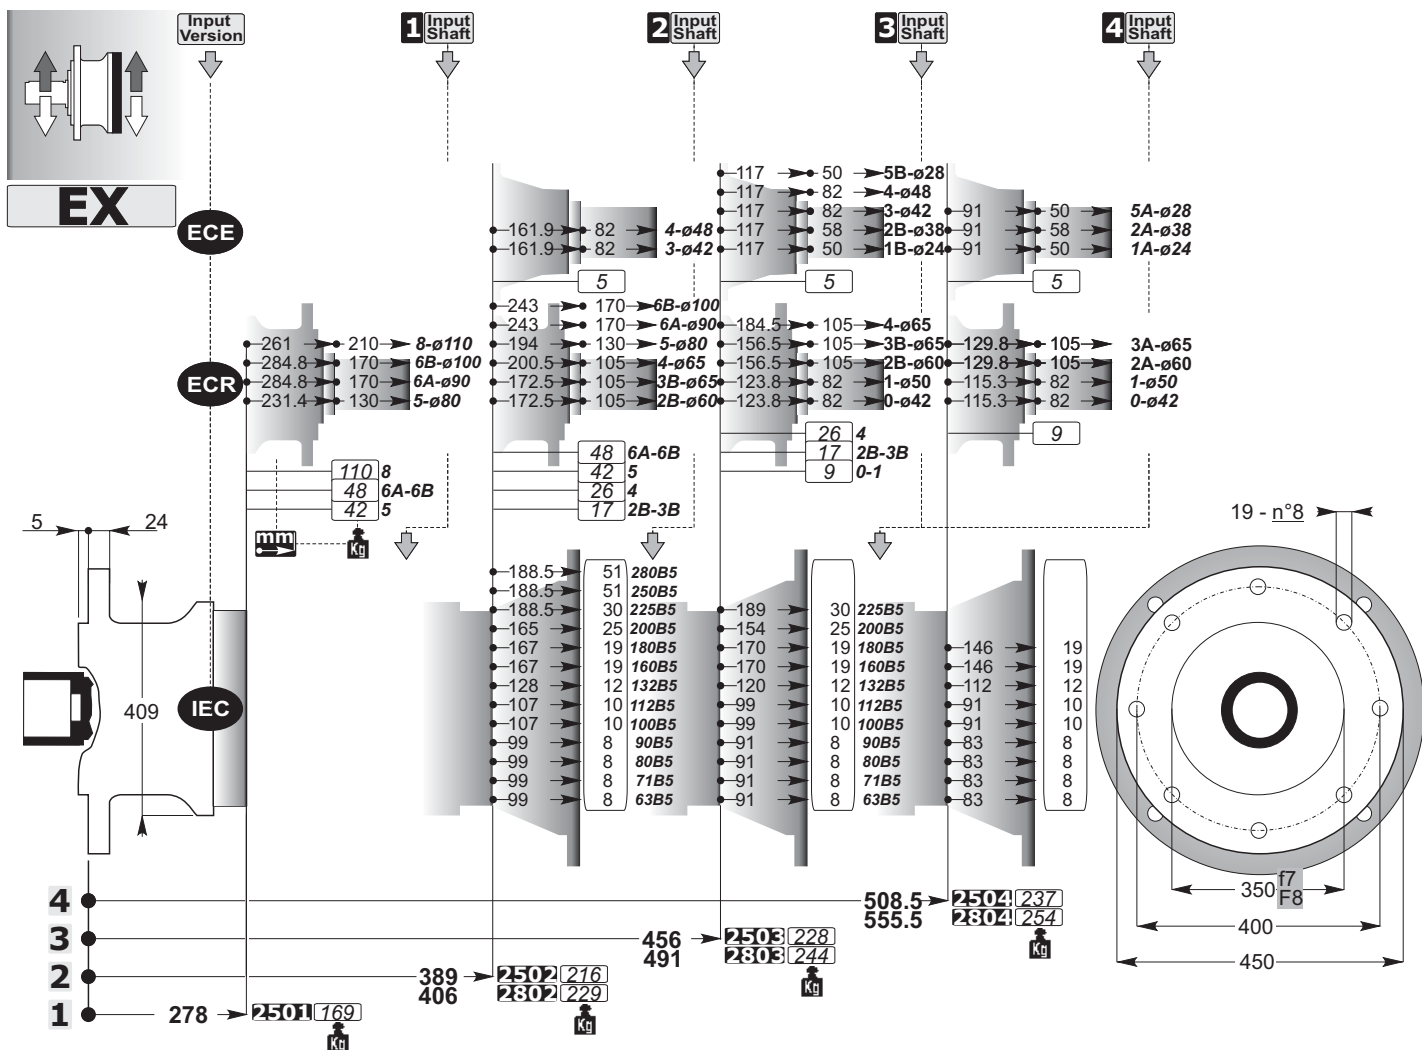 Input Version
1 Input Shaft
2 Input Shaft
3 Input Shaft
4 Input Shaft
EX
ECE
161.9 82 4-ø48
161.9 82 3-ø42
5
117 50 5B-ø28
117 82 4-ø48
117 82 3-ø42
117 58 2B-ø38
117 50 1B-ø24
5
91 50 5A-ø28
91 58 2A-ø38
91 50 1A-ø24
5
ECR
261 210 8-ø110
284.8 170 6B-ø100
284.8 170 6A-ø90
231.4 130 5-ø80
110 8
48 6A-6B
42 5
mm
Kg
243 170 6B-ø100
243 170 6A-ø90
194 130 5-ø80
200.5 105 4-ø65
172.5 105 3B-ø65
172.5 105 2B-ø60
48 6A-6B
42 5
26 4
17 2B-3B
184.5 105 4-ø65
156.5 105 3B-ø65
156.5 105 2B-ø60
123.8 82 1-ø50
123.8 82 0-ø42
26 4
17 2B-3B
9 0-1
129.8 105 3A-ø65
129.8 105 2A-ø60
115.3 82 1-ø50
115.3 82 0-ø42
9
5 24
409
IEC
188.5 51 280B5
188.5 51 250B5
188.5 30 225B5
165 25 200B5
167 19 180B5
167 19 160B5
128 12 132B5
107 10 112B5
107 10 100B5
99 8 90B5
99 8 80B5
99 8 71B5
99 8 63B5
189 30 225B5
154 25 200B5
170 19 180B5
170 19 160B5
120 12 132B5
99 10 112B5
99 10 100B5
91 8 90B5
91 8 80B5
91 8 71B5
91 8 63B5
146 19
146 19
112 12
91 10
91 10
83 8
83 8
83 8
83 8
19 - n°8
350 f7 F8
400
450
4 508.5 2504 237
555.5 2804 254
Kg
3 456 2503 228
491 2803 244
Kg
2 389 2502 216
406 2802 229
Kg
1 278 2501 169
Kg